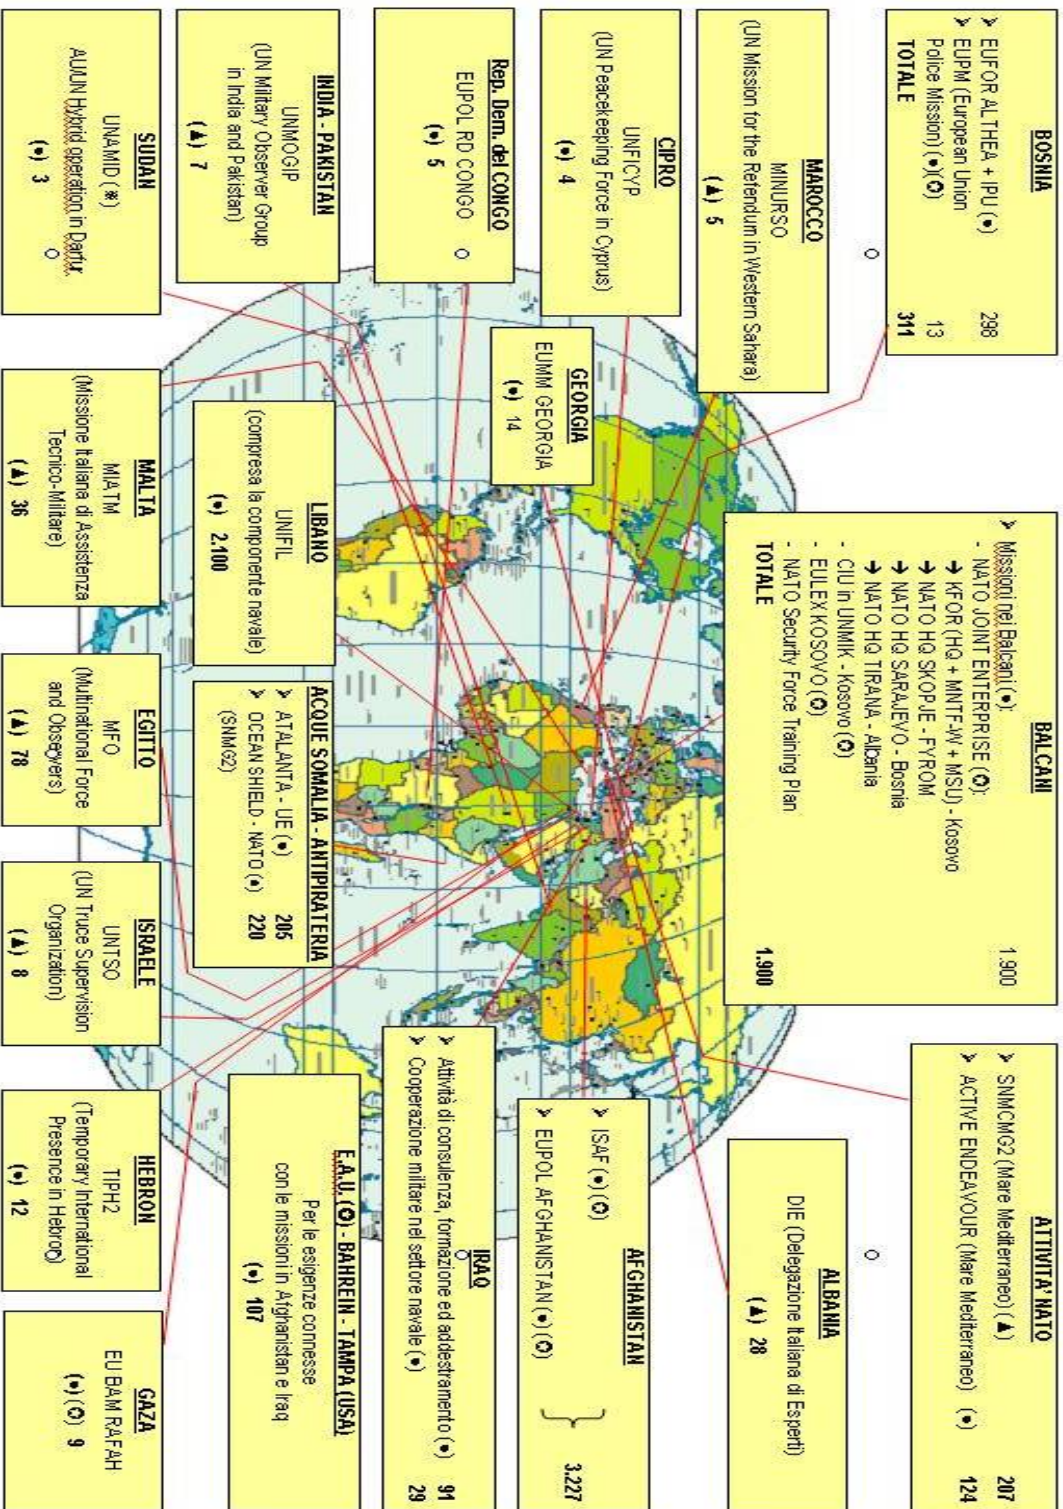 BOSNIA
➢ EUFOR ALTHEA + IPU (●) 298
➢ EUPM (European Union
Police Mission) (●)(✪) 13
TOTALE 311
BALCANI
➢ Missioni nei Balcani (●): 1.900
- NATO JOINT ENTERPRISE (✪):
➔ KFOR (HQ + MNTF-W + MSU) - Kosovo
➔ NATO HQ SKOPJE - FYROM
➔ NATO HQ SARAJEVO - Bosnia
➔ NATO HQ TIRANA - Albania
- CIU in UNMIK - Kosovo (✪)
- EULEX KOSOVO (✪)
- NATO Security Force Training Plan
TOTALE 1.900
ATTIVITA' NATO
➢ SNMCMG2 (Mare Mediterraneo) (▲) 207
➢ ACTIVE ENDEAVOUR (Mare Mediterraneo) (●) 124
MAROCCO
MINURSO
(UN Mission for the Referendum in Western Sahara)
(▲) 5
ALBANIA
DIE (Delegazione Italiana di Esperti)
(▲) 28
CIPRO
UNFICYP
(UN Peacekeeping Force in Cyprus)
(●) 4
GEORGIA
EUMM GEORGIA
(●) 14
AFGHANISTAN
➢ ISAF (●)(✪)
➢ EUPOL AFGHANISTAN (●)(✪)
3.227
Rep. Dem. del CONGO
EUPOL RD CONGO
(●) 5
IRAQ
➢ Attività di consulenza, formazione ed addestramento (●) 91
➢ Cooperazione militare nel settore navale (●) 29
INDIA - PAKISTAN
UNMOGIP
(UN Military Observer Group
in India and Pakistan)
(▲) 7
LIBANO
UNIFIL
(compresa la componente navale)
(●) 2.100
ACQUE SOMALIA - ANTIPIRATERIA
➢ ATALANTA - UE (●) 205
➢ OCEAN SHIELD - NATO (●) 220
(SNMG2)
E.A.U. (✪) - BAHREIN - TAMPA (USA)
Per le esigenze connesse
con le missioni in Afghanistan e Iraq
(●) 107
SUDAN
UNAMID (※)
AU/UN Hybrid operation in Darfur
(●) 3
MALTA
MIATM
(Missione Italiana di Assistenza
Tecnico-Militare)
(▲) 36
EGITTO
MFO
(Multinational Force
and Observers)
(▲) 78
ISRAELE
UNTSO
(UN Truce Supervision
Organization)
(▲) 8
HEBRON
TIPH2
(Temporary International
Presence in Hebron)
(●) 12
GAZA
EU BAM RAFAH
(●)(✪) 9